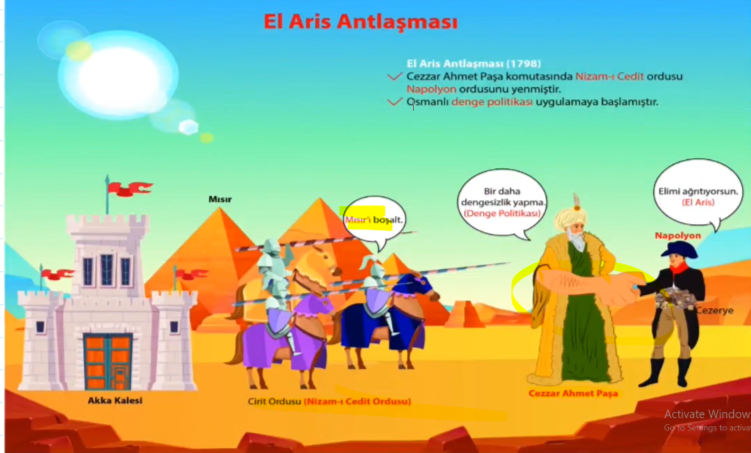 El Aris Antlaşması
El Aris Antlaşması (1798)
Cezzar Ahmet Paşa komutasında Nizam-ı Cedit ordusu
Napolyon ordusunu yenmiştir.
Osmanlı denge politikası uygulamaya başlamıştır.
Mısır
Mısır'ı boşalt.
Bir daha
dengesizlik yapma.
(Denge Politikası)
Elimi ağrıtıyorsun.
(El Aris)
Napolyon
Cezerye
Akka Kalesi
Cirit Ordusu (Nizam-ı Cedit Ordusu)
Cezzar Ahmet Paşa
Activate Window
Go to Settings to activa